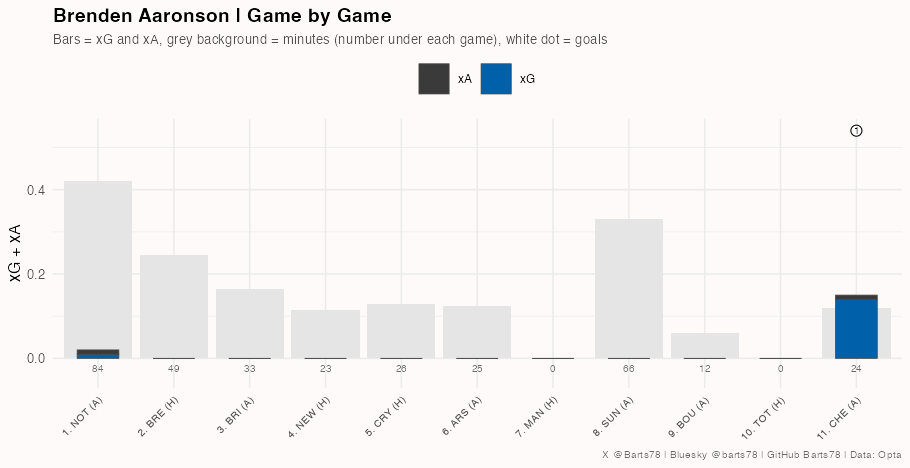 Brenden Aaronson | Game by Game
Bars = xG and xA, grey background = minutes (number under each game), white dot = goals
xA xG
1
xG + xA
0.4
0.2
0.0
84 49 33 23 26 25 0 66 12 0 24
1. NOT (A) 2. BRE (H) 3. BRI (A) 4. NEW (H) 5. CRY (H) 6. ARS (A) 7. MAN (H) 8. SUN (A) 9. BOU (A) 10. TOT (H) 11. CHE (A)
X @Barts78 | Bluesky @barts78 | GitHub Barts78 | Data: Opta